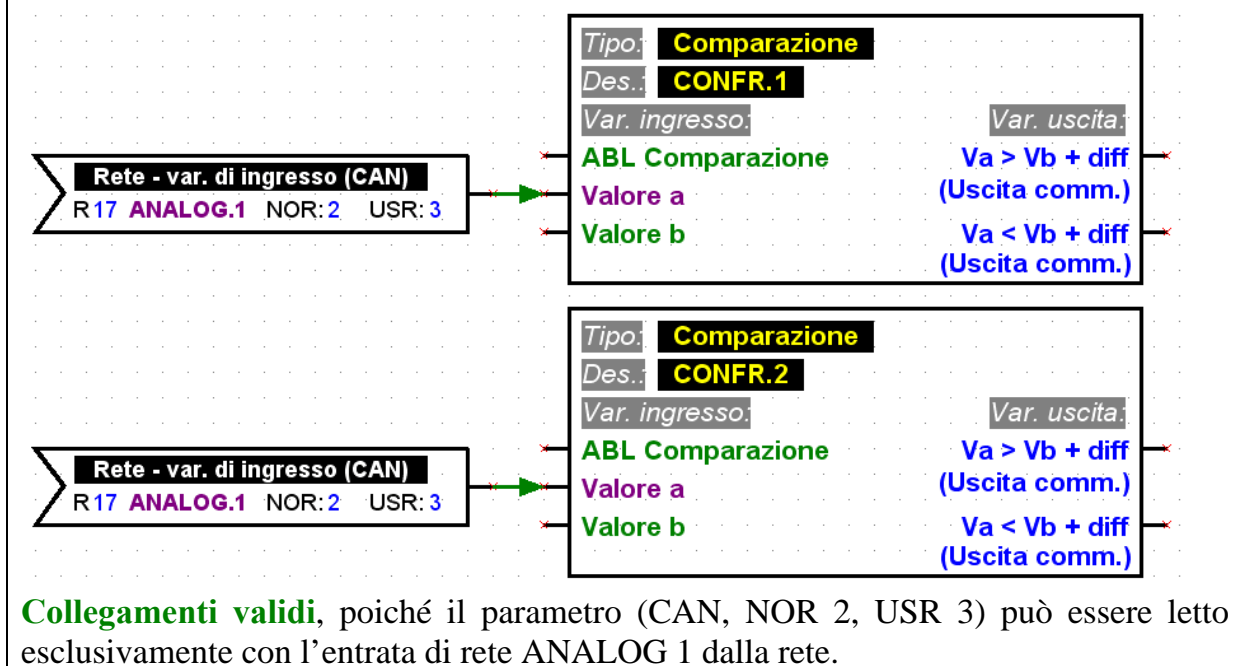 Tipo: Comparazione
Des.: CONFR.1
Var. ingresso: Var. uscita:
ABL Comparazione Va > Vb + diff
Rete - var. di ingresso (CAN) Valore a (Uscita comm.)
R17 ANALOG.1 NOR: 2 USR: 3
Valore b Va < Vb + diff
(Uscita comm.)
Tipo: Comparazione
Des.: CONFR.2
Var. ingresso: Var. uscita:
ABL Comparazione Va > Vb + diff
Rete - var. di ingresso (CAN) Valore a (Uscita comm.)
R17 ANALOG.1 NOR: 2 USR: 3
Valore b Va < Vb + diff
(Uscita comm.)
Collegamenti validi, poiché il parametro (CAN, NOR 2, USR 3) può essere letto
esclusivamente con l’entrata di rete ANALOG 1 dalla rete.